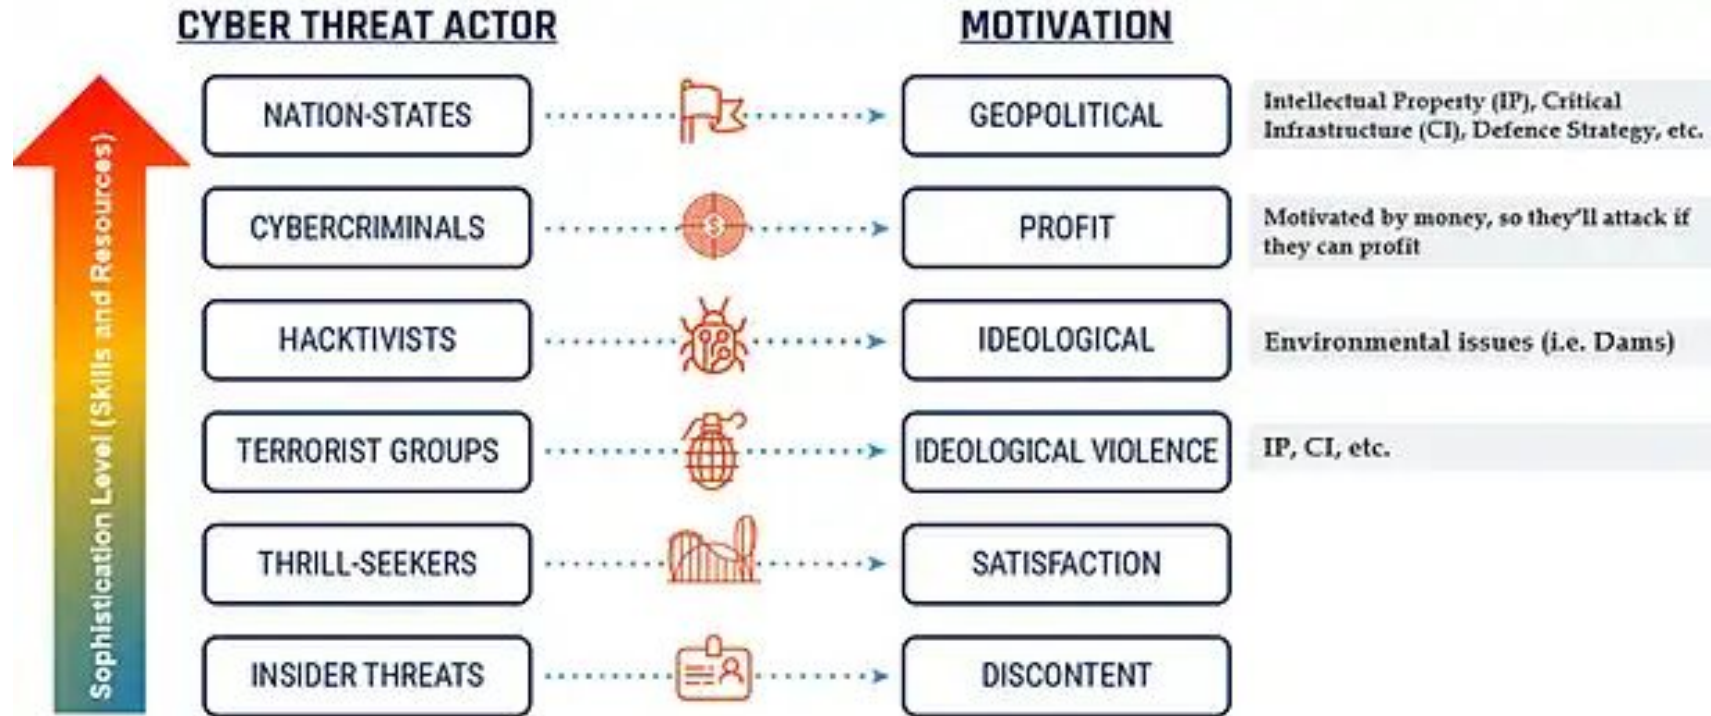 CYBER THREAT ACTOR
MOTIVATION
Sophistication Level (Skills and Resources)
NATION-STATES
GEOPOLITICAL
Intellectual Property (IP), Critical
Infrastructure (CI), Defence Strategy, etc.
CYBERCRIMINALS
$
PROFIT
Motivated by money, so they'll attack if
they can profit
HACKTIVISTS
IDEOLOGICAL
Environmental issues (i.e. Dams)
TERRORIST GROUPS
IDEOLOGICAL VIOLENCE
IP, CI, etc.
THRILL-SEEKERS
SATISFACTION
INSIDER THREATS
DISCONTENT